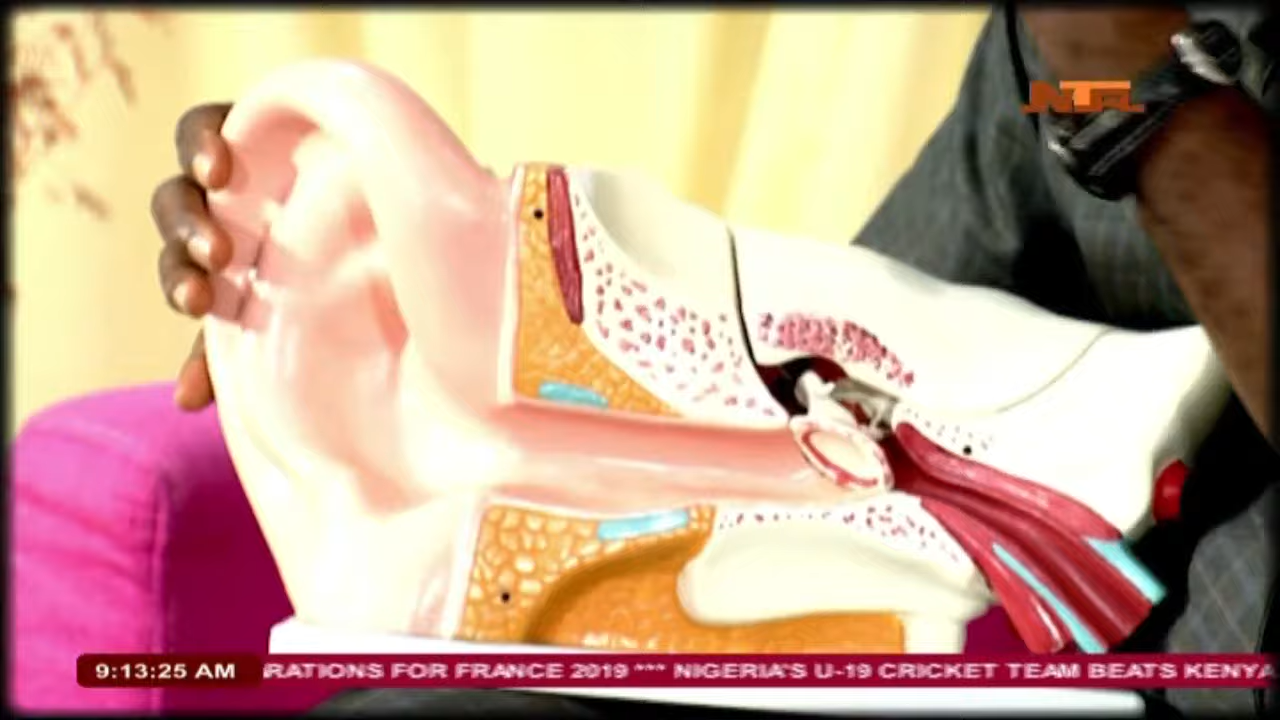 NTA
9:13:25 AM RATIONS FOR FRANCE 2019 *** NIGERIA'S U-19 CRICKET TEAM BEATS KENYA